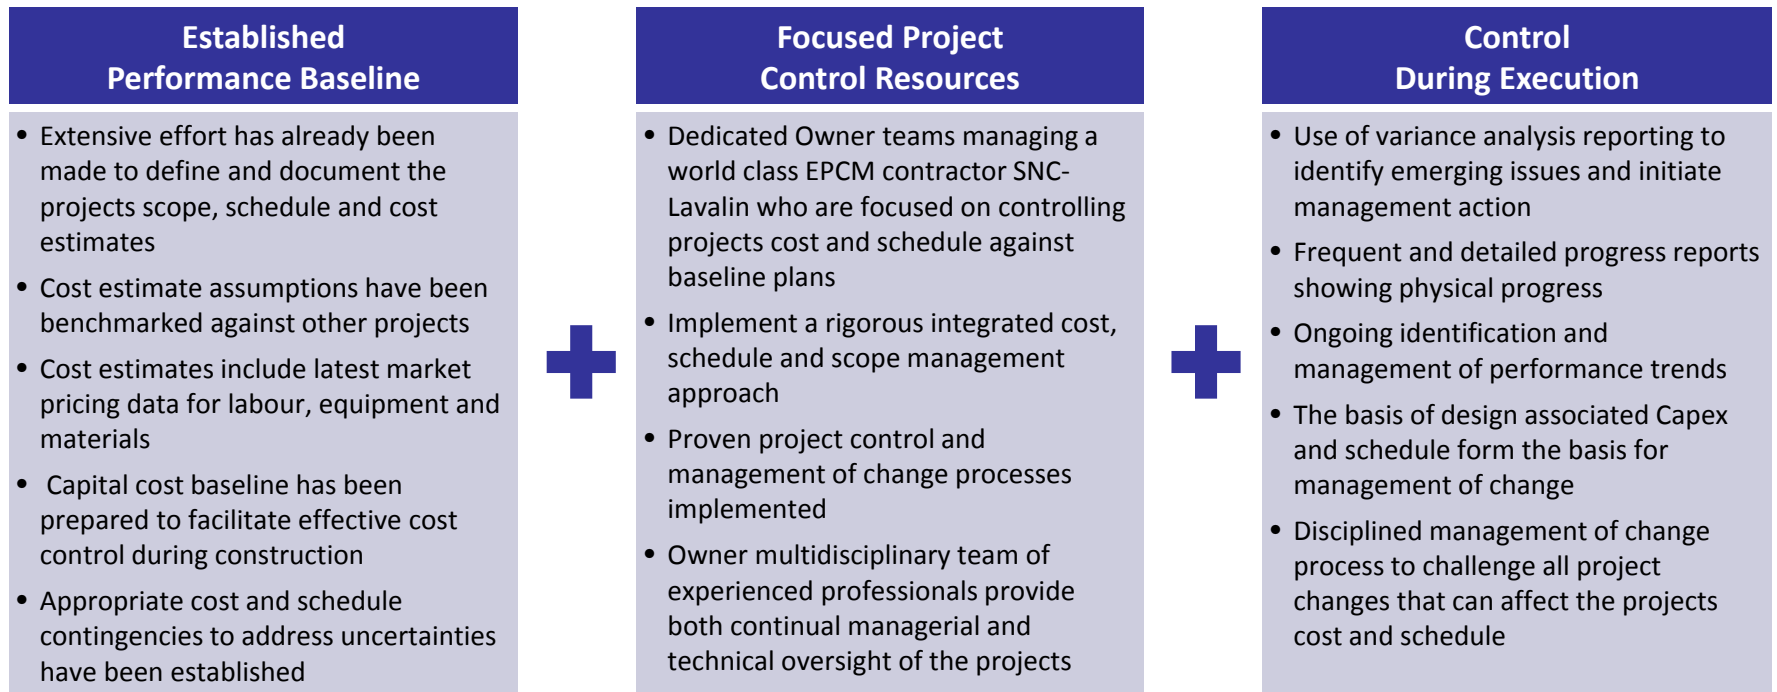 Established
Performance Baseline
• Extensive effort has already been
made to define and document the
projects scope, schedule and cost
estimates
• Cost estimate assumptions have been
benchmarked against other projects
• Cost estimates include latest market
pricing data for labour, equipment and
materials
• Capital cost baseline has been
prepared to facilitate effective cost
control during construction
• Appropriate cost and schedule
contingencies to address uncertainties
have been established
Focused Project
Control Resources
• Dedicated Owner teams managing a
world class EPCM contractor SNC-
Lavalin who are focused on controlling
projects cost and schedule against
baseline plans
• Implement a rigorous integrated cost,
schedule and scope management
approach
• Proven project control and
management of change processes
implemented
• Owner multidisciplinary team of
experienced professionals provide
both continual managerial and
technical oversight of the projects
Control
During Execution
• Use of variance analysis reporting to
identify emerging issues and initiate
management action
• Frequent and detailed progress reports
showing physical progress
• Ongoing identification and
management of performance trends
• The basis of design associated Capex
and schedule form the basis for
management of change
• Disciplined management of change
process to challenge all project
changes that can affect the projects
cost and schedule